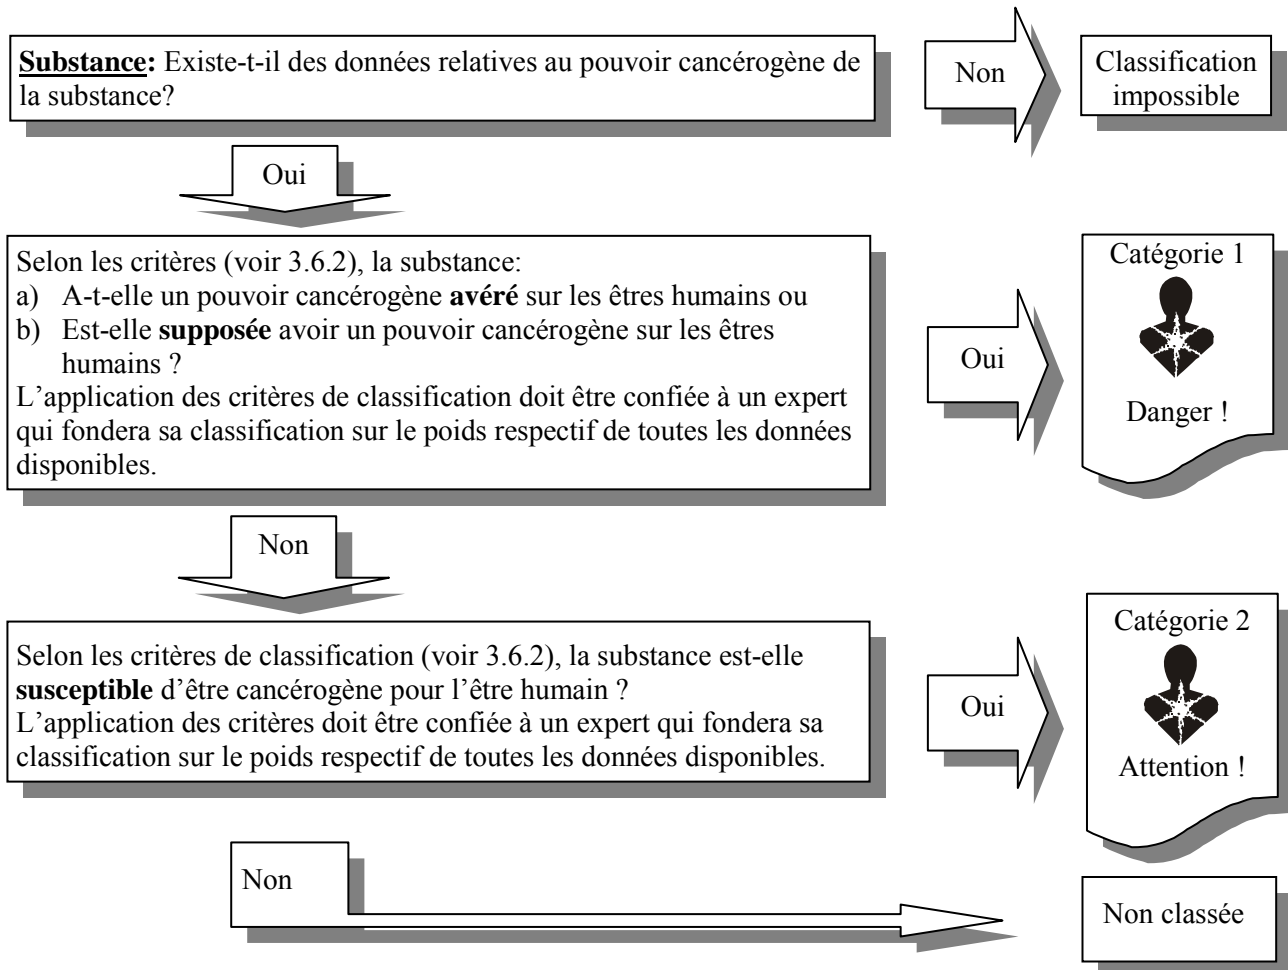 Substance: Existe-t-il des données relatives au pouvoir cancérogène de
la substance?
Non
Classification
impossible
Oui
Selon les critères (voir 3.6.2), la substance:
a) A-t-elle un pouvoir cancérogène avéré sur les êtres humains ou
b) Est-elle supposée avoir un pouvoir cancérogène sur les êtres
humains ?
L’application des critères de classification doit être confiée à un expert
qui fondera sa classification sur le poids respectif de toutes les données
disponibles.
Oui
Catégorie 1
Danger !
Non
Selon les critères de classification (voir 3.6.2), la substance est-elle
susceptible d’être cancérogène pour l’être humain ?
L’application des critères doit être confiée à un expert qui fondera sa
classification sur le poids respectif de toutes les données disponibles.
Oui
Catégorie 2
Attention !
Non
Non classée